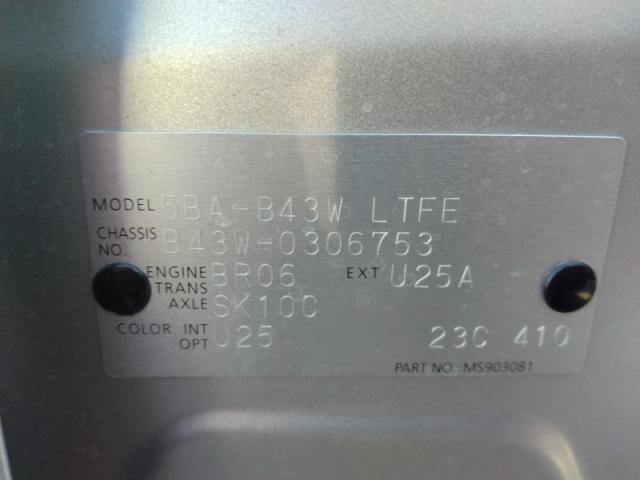 MODEL 5BA-B43W LTFE
CHASSIS NO. B43W-0306753
ENGINE BR06 EXT U25A
TRANS AXLE SK10C
COLOR. INT U25 23C 410
OPT
PART NO.: MS903081